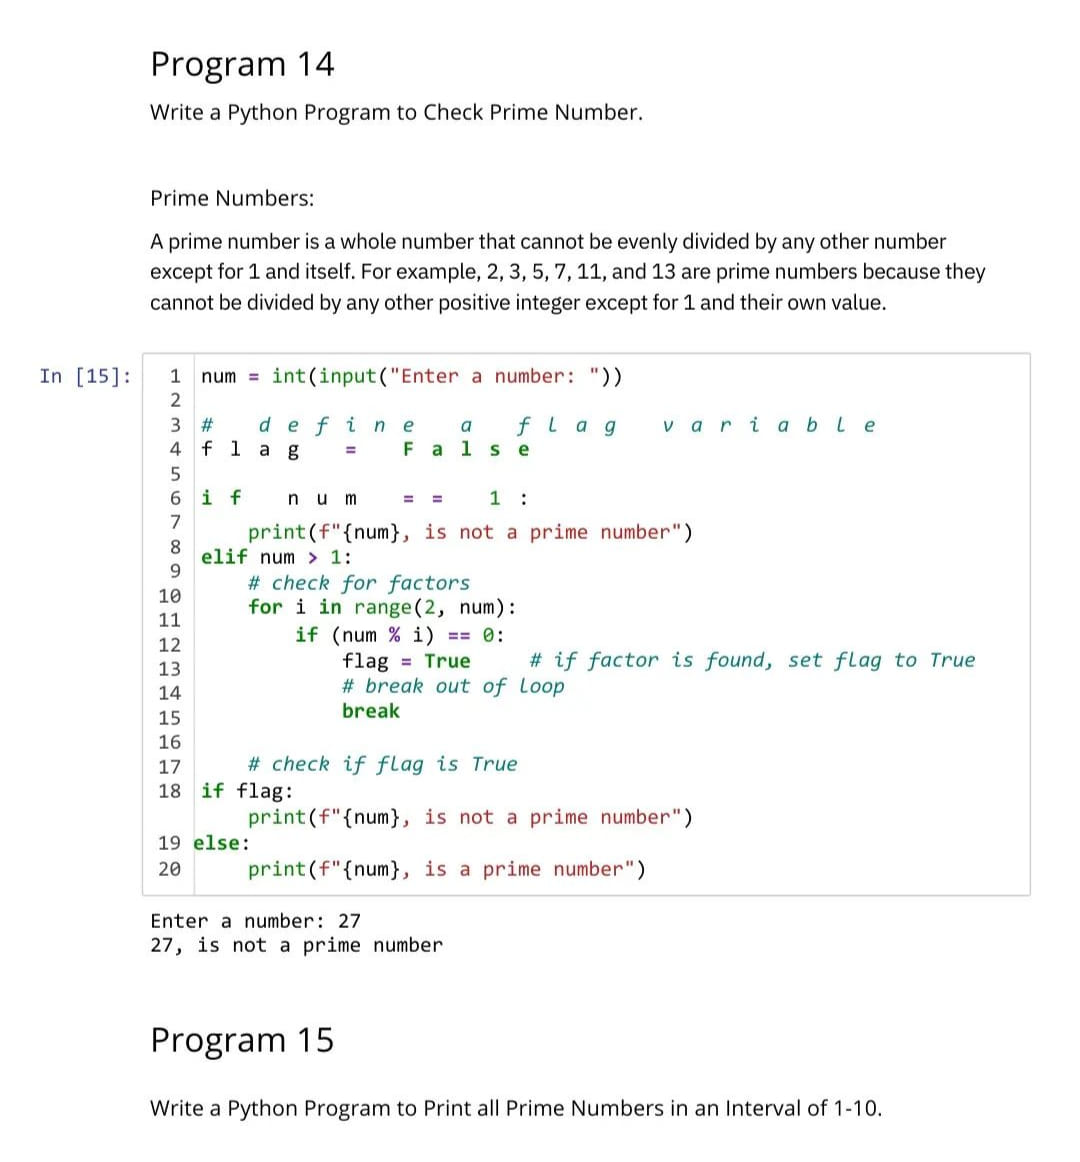 Program 14
Write a Python Program to Check Prime Number.
Prime Numbers:
A prime number is a whole number that cannot be evenly divided by any other number
except for 1 and itself. For example, 2, 3, 5, 7, 11, and 13 are prime numbers because they
cannot be divided by any other positive integer except for 1 and their own value.
In [15]: 1 num = int(input("Enter a number: "))
2
3 # define a flag variable
4 flag = False
5
6 if num == 1:
7
print(f"{num}, is not a prime number")
8
elif num > 1:
9
# check for factors
10
for i in range(2, num):
11
if (num % i) == 0:
12
flag = True # if factor is found, set flag to True
13
# break out of loop
14
break
15
16
17 # check if flag is True
18 if flag:
print(f"{num}, is not a prime number")
19 else:
20 print(f"{num}, is a prime number")
Enter a number: 27
27, is not a prime number
Program 15
Write a Python Program to Print all Prime Numbers in an Interval of 1-10.